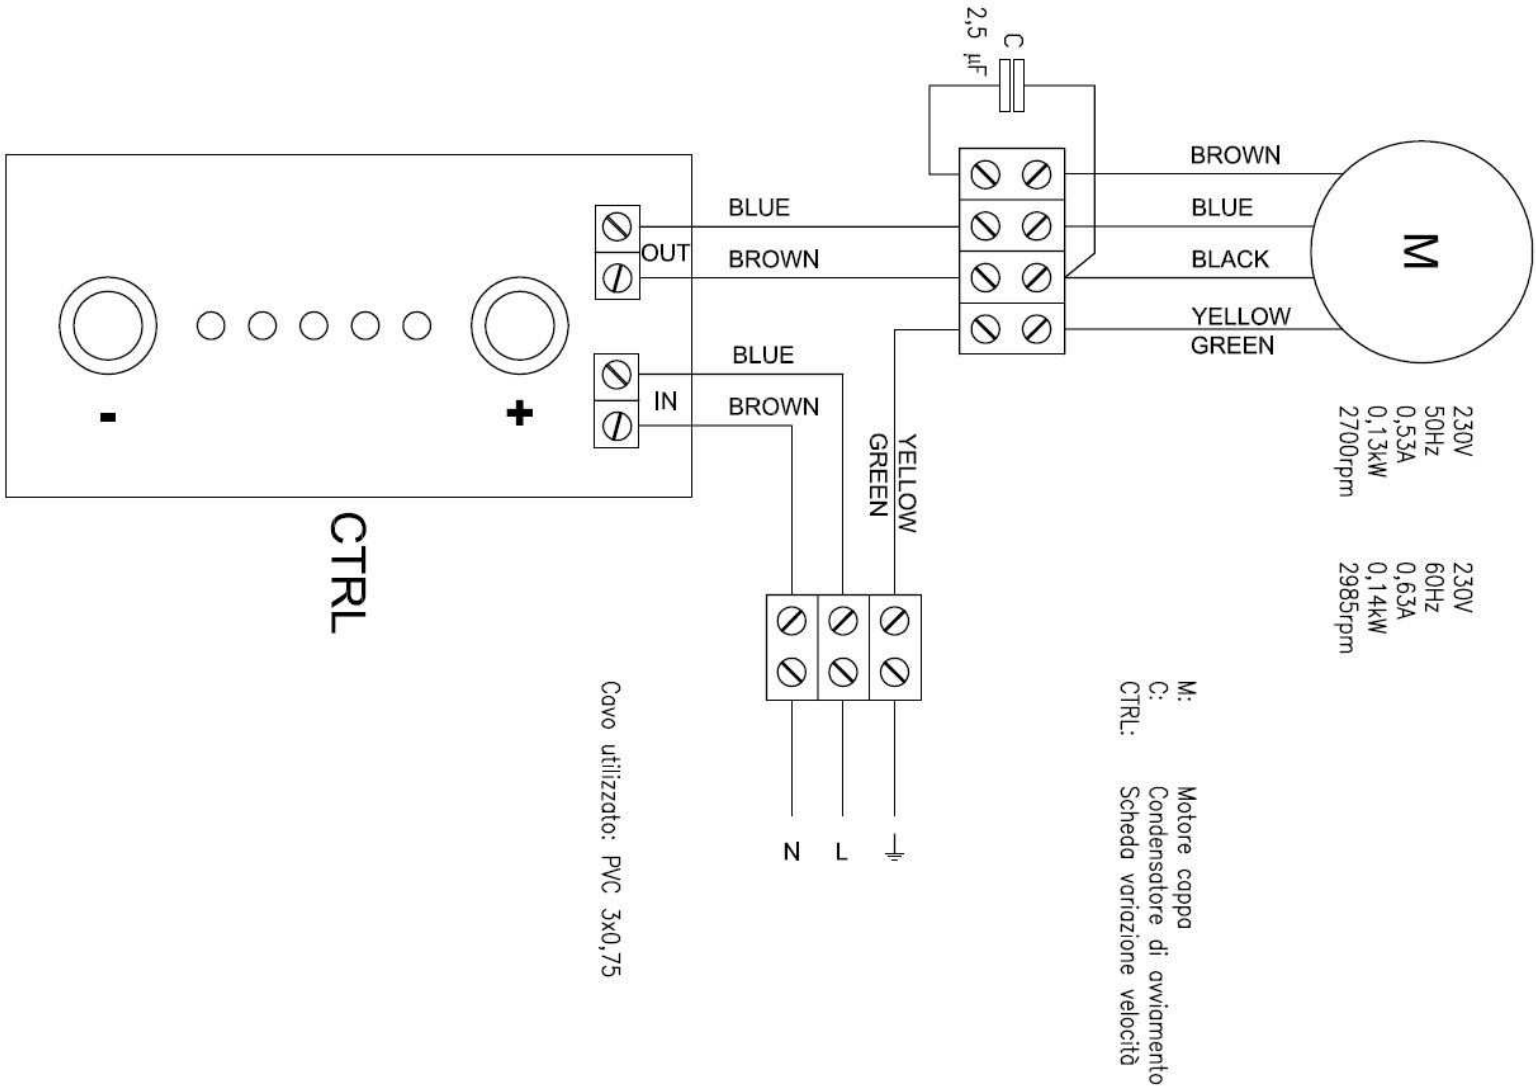 C
2,5 μF
BROWN
BLUE
BLACK
YELLOW
GREEN
M
BLUE
OUT
BROWN
BLUE
IN
BROWN
-
+
CTRL
YELLOW
GREEN
230V
50Hz
0,53A
0,13kW
2700rpm
230V
60Hz
0,63A
0,14kW
2985rpm
N
L
M: Motore cappa
C: Condensatore di avviamento
CTRL: Scheda variazione velocità
Cavo utilizzato: PVC 3x0,75